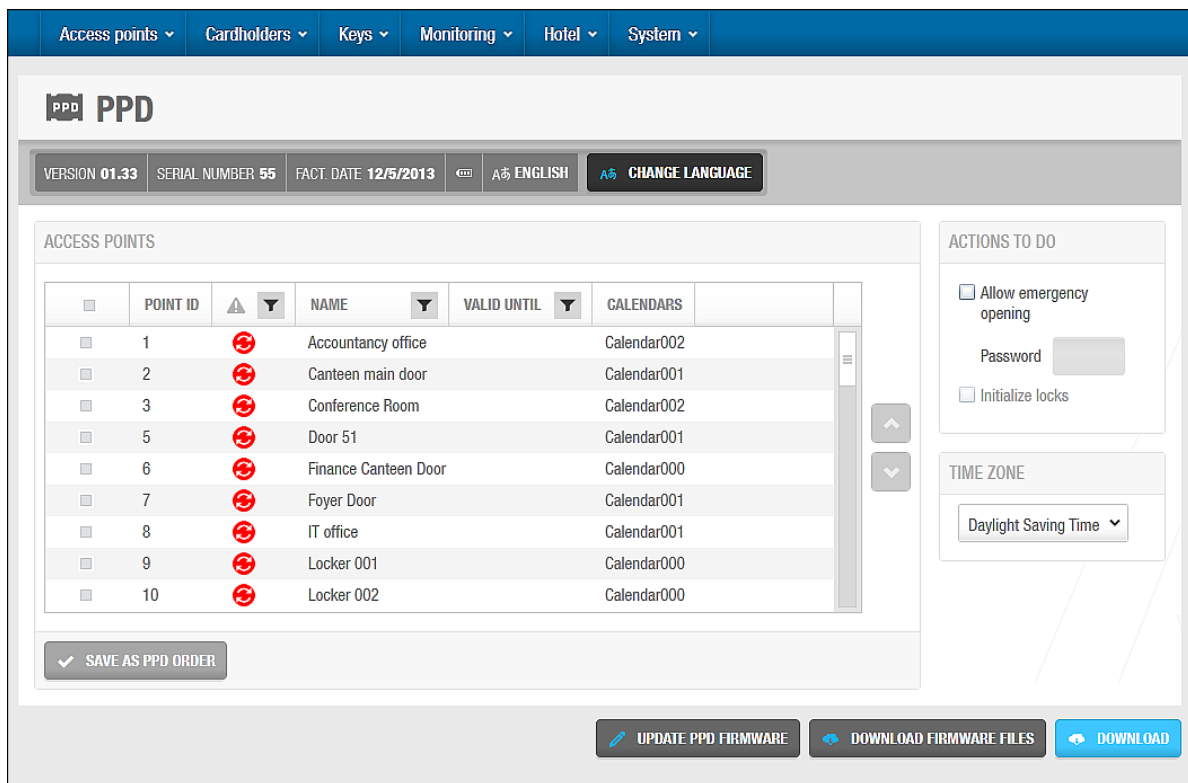 Access points Cardholders Keys Monitoring Hotel System
PPD PPD
VERSION 01.33 SERIAL NUMBER 55 FACT. DATE 12/5/2013 Aあ ENGLISH Aあ CHANGE LANGUAGE
ACCESS POINTS
POINT ID NAME VALID UNTIL CALENDARS
1 Accountancy office Calendar002
2 Canteen main door Calendar001
3 Conference Room Calendar002
5 Door 51 Calendar001
6 Finance Canteen Door Calendar000
7 Foyer Door Calendar001
8 IT office Calendar001
9 Locker 001 Calendar000
10 Locker 002 Calendar000
SAVE AS PPD ORDER
ACTIONS TO DO
Allow emergency
opening
Password
Initialize locks
TIME ZONE
Daylight Saving Time
UPDATE PPD FIRMWARE DOWNLOAD FIRMWARE FILES DOWNLOAD